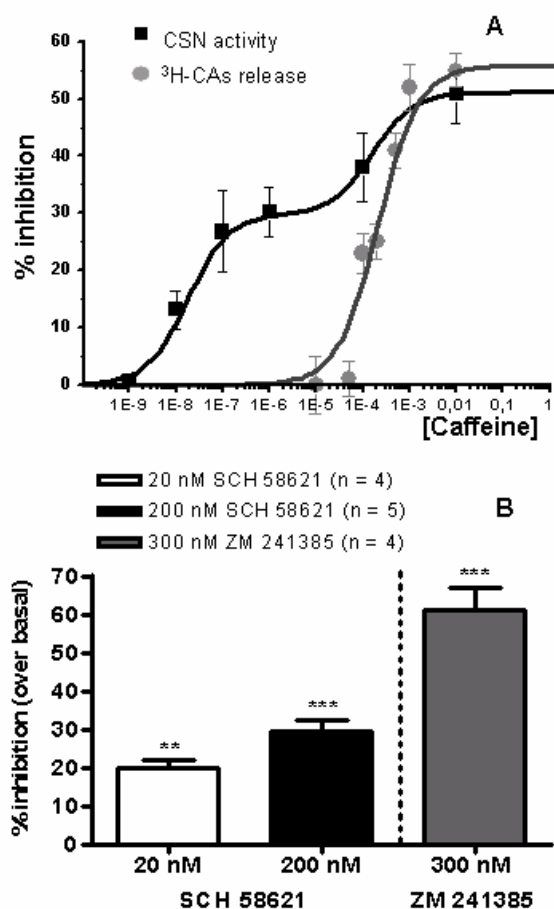 60
50
40
30
20
10
0
% inhibition
A
CSN activity
³H-CAs release
1E-9 1E-8 1E-7 1E-6 1E-5 1E-4 1E-3 0,01 0,1 1
[Caffeine]
20 nM SCH 58621 (n = 4)
200 nM SCH 58621 (n = 5)
300 nM ZM 241385 (n = 4)
B
70
60
50
40
30
20
10
0
%inhibition (over basal)
**
***
***
20 nM 200 nM 300 nM
SCH 58621 ZM 241385